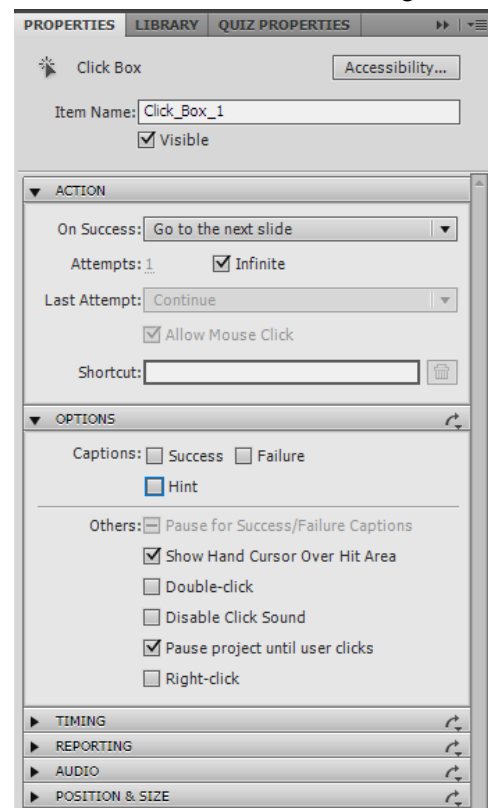 PROPERTIES LIBRARY QUIZ PROPERTIES
Click Box Accessibility...
Item Name: Click_Box_1
Visible
ACTION
On Success: Go to the next slide
Attempts: 1 Infinite
Last Attempt: Continue
Allow Mouse Click
Shortcut:
OPTIONS
Captions: Success Failure
Hint
Others: Pause for Success/Failure Captions
Show Hand Cursor Over Hit Area
Double-click
Disable Click Sound
Pause project until user clicks
Right-click
TIMING
REPORTING
AUDIO
POSITION & SIZE